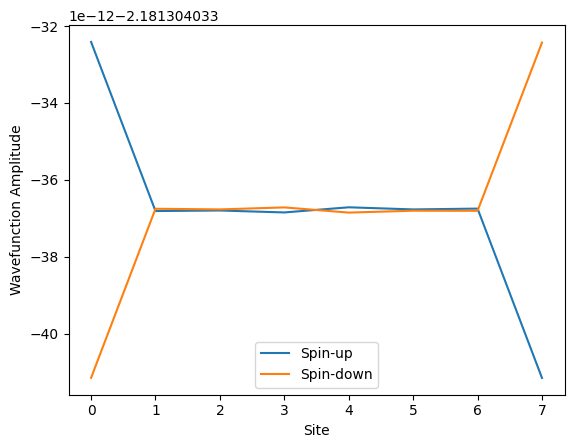 1e−12−2.181304033
−32
−34
−36
−38
−40
Wavefunction Amplitude
Spin-up
Spin-down
0 1 2 3 4 5 6 7
Site